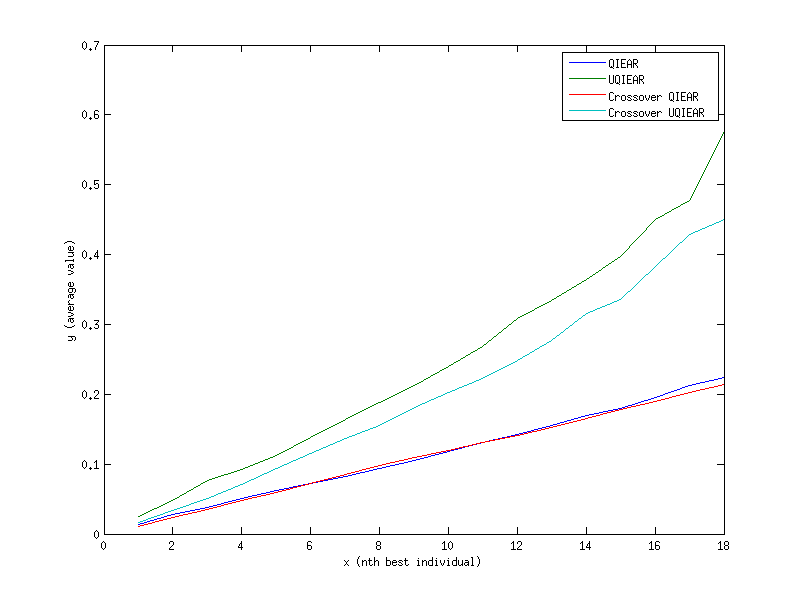 0.7
0.6
0.5
0.4
0.3
0.2
0.1
0
y (average value)
QIEAR
UQIEAR
Crossover QIEAR
Crossover UQIEAR
0 2 4 6 8 10 12 14 16 18
x (nth best individual)